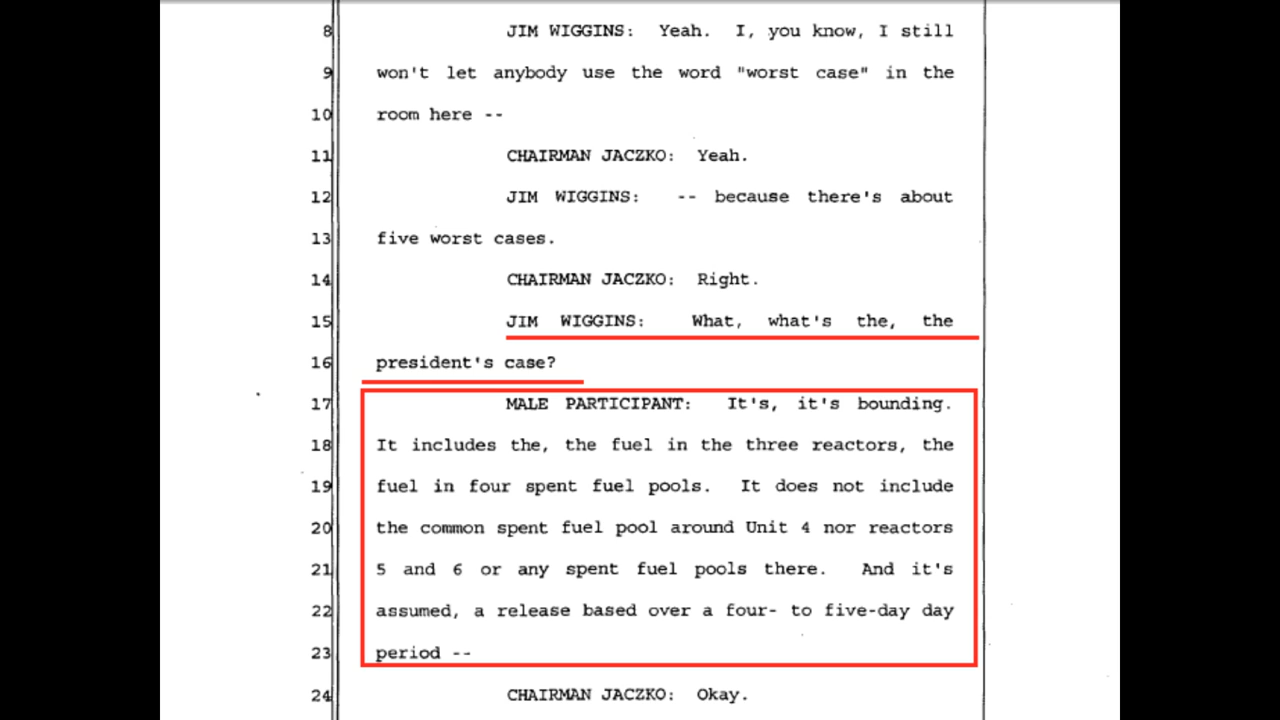 8 JIM WIGGINS: Yeah. I, you know, I still
9 won't let anybody use the word "worst case" in the
10 room here --
11 CHAIRMAN JACZKO: Yeah.
12 JIM WIGGINS: -- because there's about
13 five worst cases.
14 CHAIRMAN JACZKO: Right.
15 JIM WIGGINS: What, what's the, the
16 president's case?
17 MALE PARTICIPANT: It's, it's bounding.
18 It includes the, the fuel in the three reactors, the
19 fuel in four spent fuel pools. It does not include
20 the common spent fuel pool around Unit 4 nor reactors
21 5 and 6 or any spent fuel pools there. And it's
22 assumed, a release based over a four- to five-day day
23 period --
24 CHAIRMAN JACZKO: Okay.